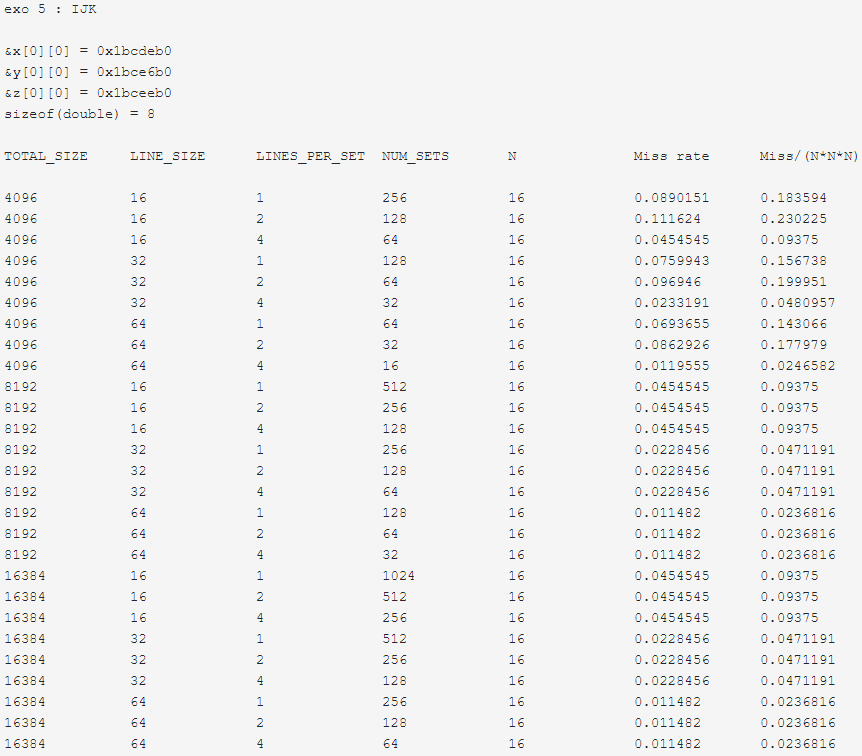 exo 5 : IJK
&x[0][0] = 0x1bcdeb0
&y[0][0] = 0x1bce6b0
&z[0][0] = 0x1bceeb0
sizeof(double) = 8
TOTAL_SIZE LINE_SIZE LINES_PER_SET NUM_SETS N Miss rate Miss/(N*N*N)
4096 16 1 256 16 0.0890151 0.183594
4096 16 2 128 16 0.111624 0.230225
4096 16 4 64 16 0.0454545 0.09375
4096 32 1 128 16 0.0759943 0.156738
4096 32 2 64 16 0.096946 0.199951
4096 32 4 32 16 0.0233191 0.0480957
4096 64 1 64 16 0.0693655 0.143066
4096 64 2 32 16 0.0862926 0.177979
4096 64 4 16 16 0.0119555 0.0246582
8192 16 1 512 16 0.0454545 0.09375
8192 16 2 256 16 0.0454545 0.09375
8192 16 4 128 16 0.0454545 0.09375
8192 32 1 256 16 0.0228456 0.0471191
8192 32 2 128 16 0.0228456 0.0471191
8192 32 4 64 16 0.0228456 0.0471191
8192 64 1 128 16 0.011482 0.0236816
8192 64 2 64 16 0.011482 0.0236816
8192 64 4 32 16 0.011482 0.0236816
16384 16 1 1024 16 0.0454545 0.09375
16384 16 2 512 16 0.0454545 0.09375
16384 16 4 256 16 0.0454545 0.09375
16384 32 1 512 16 0.0228456 0.0471191
16384 32 2 256 16 0.0228456 0.0471191
16384 32 4 128 16 0.0228456 0.0471191
16384 64 1 256 16 0.011482 0.0236816
16384 64 2 128 16 0.011482 0.0236816
16384 64 4 64 16 0.011482 0.0236816